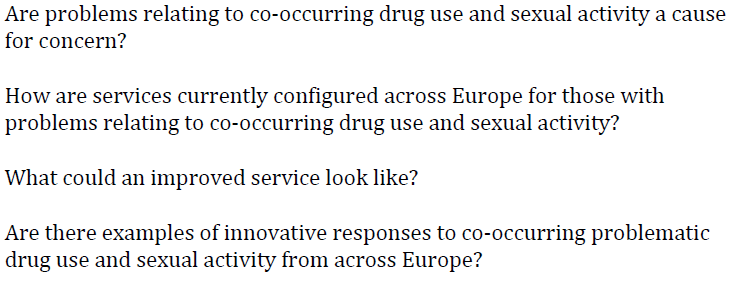 Are problems relating to co-occurring drug use and sexual activity a cause
for concern?
How are services currently configured across Europe for those with
problems relating to co-occurring drug use and sexual activity?
What could an improved service look like?
Are there examples of innovative responses to co-occurring problematic
drug use and sexual activity from across Europe?